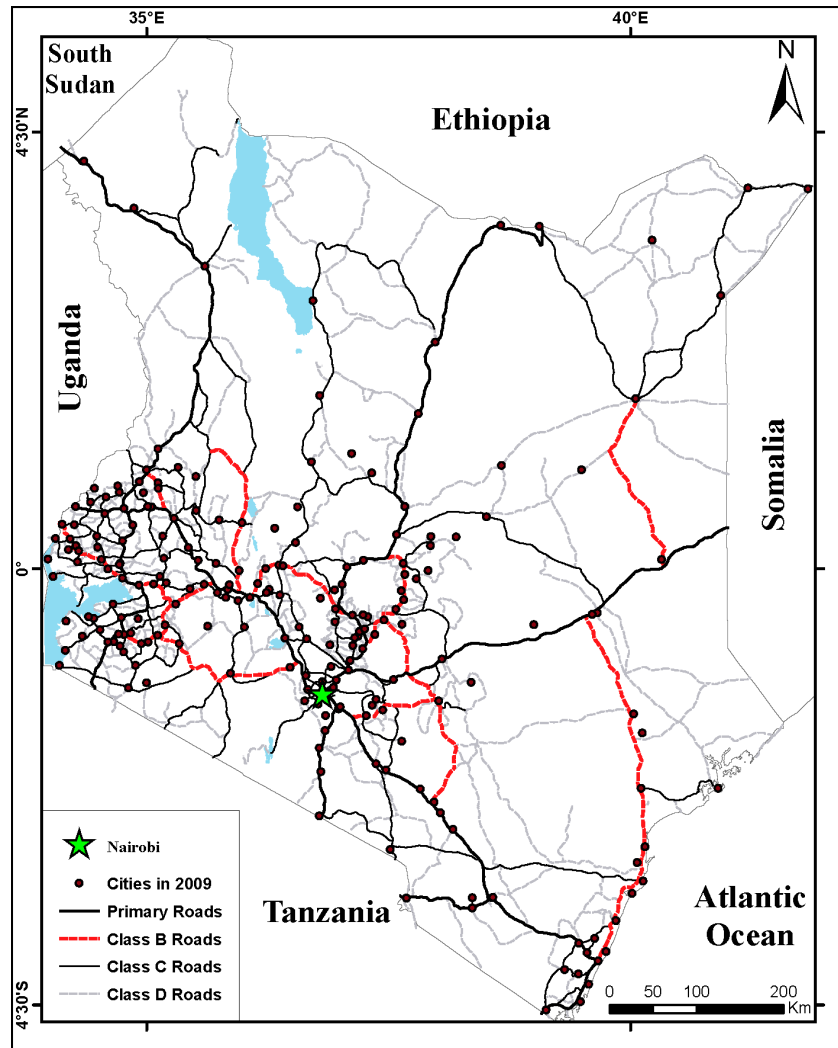 35°E
40°E
South
Sudan
N
Ethiopia
4°30'N
Uganda
Somalia
0°
Nairobi
Cities in 2009
Primary Roads
Class B Roads
Class C Roads
Class D Roads
Tanzania
Atlantic
Ocean
4°30'S
0 50 100 200
Km